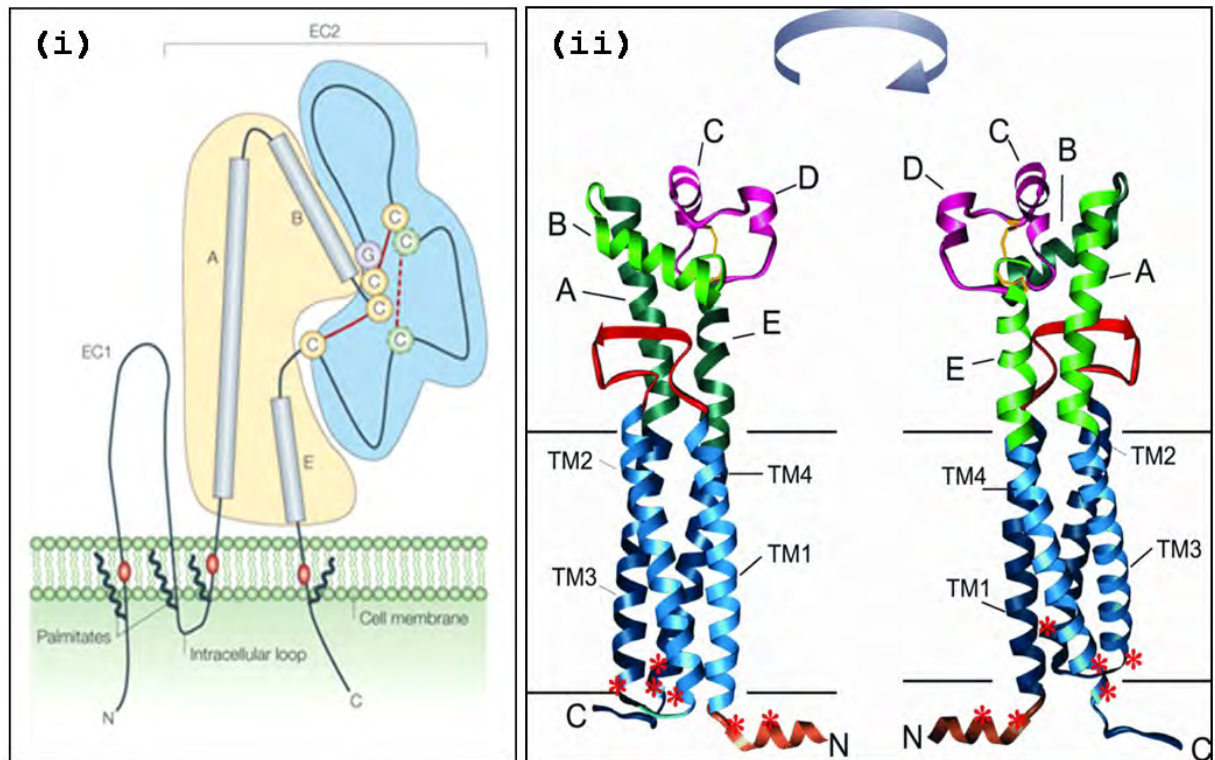 (i)
EC2
B
C
C
G
C
A
C
C
C
EC1
E
Palmitates
Cell membrane
Intracellular loop
N
C
(ii)
C
D
B
A
E
TM2
TM4
TM3
TM1
C
N
C
B
D
A
E
TM2
TM4
TM3
TM1
N
C